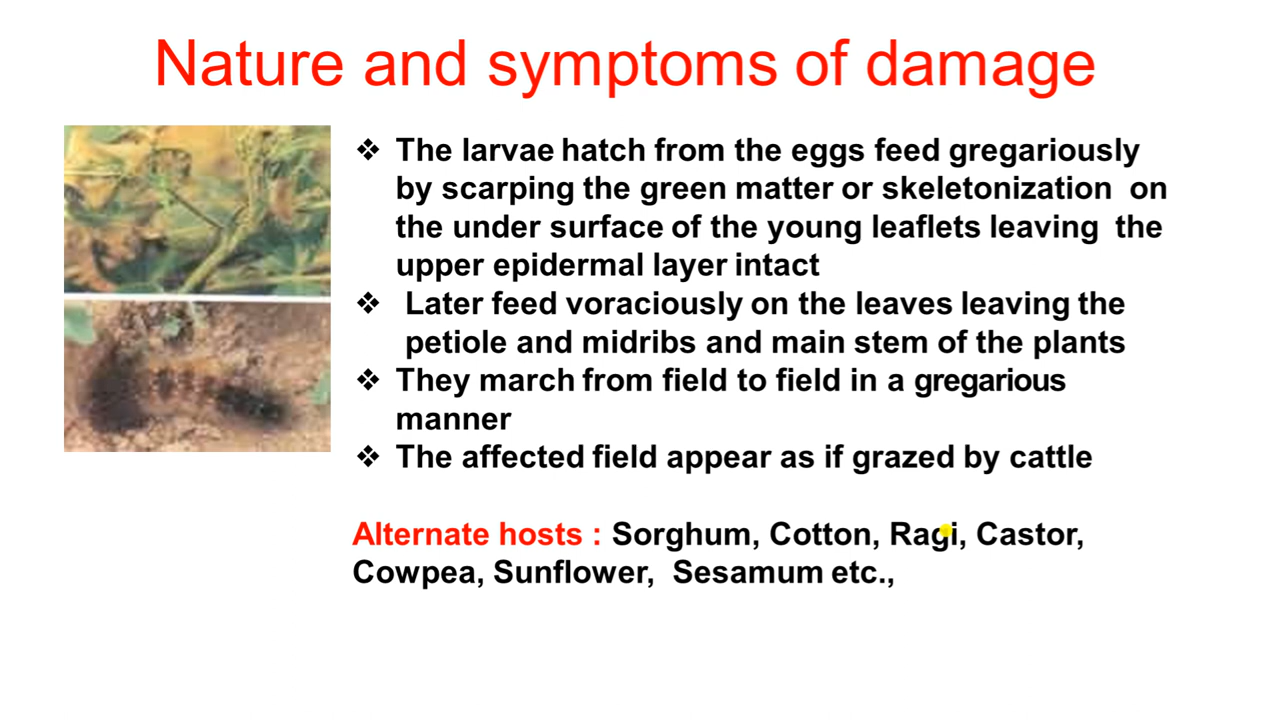 Nature and symptoms of damage
❖ The larvae hatch from the eggs feed gregariously
by scarping the green matter or skeletonization on
the under surface of the young leaflets leaving the
upper epidermal layer intact
❖ Later feed voraciously on the leaves leaving the
petiole and midribs and main stem of the plants
❖ They march from field to field in a gregarious
manner
❖ The affected field appear as if grazed by cattle
Alternate hosts : Sorghum, Cotton, Ragi, Castor,
Cowpea, Sunflower, Sesamum etc.,